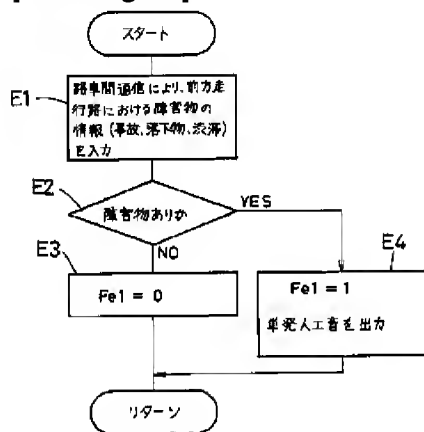 スタート
E1
路車間通信により、前方走
行路における障害物の
情報(事故、落下物、渋滞)
を入力
E2
障害物ありか
YES
NO
E3
Fe1 = 0
E4
Fe1 = 1
単発人工音を出力
リターン